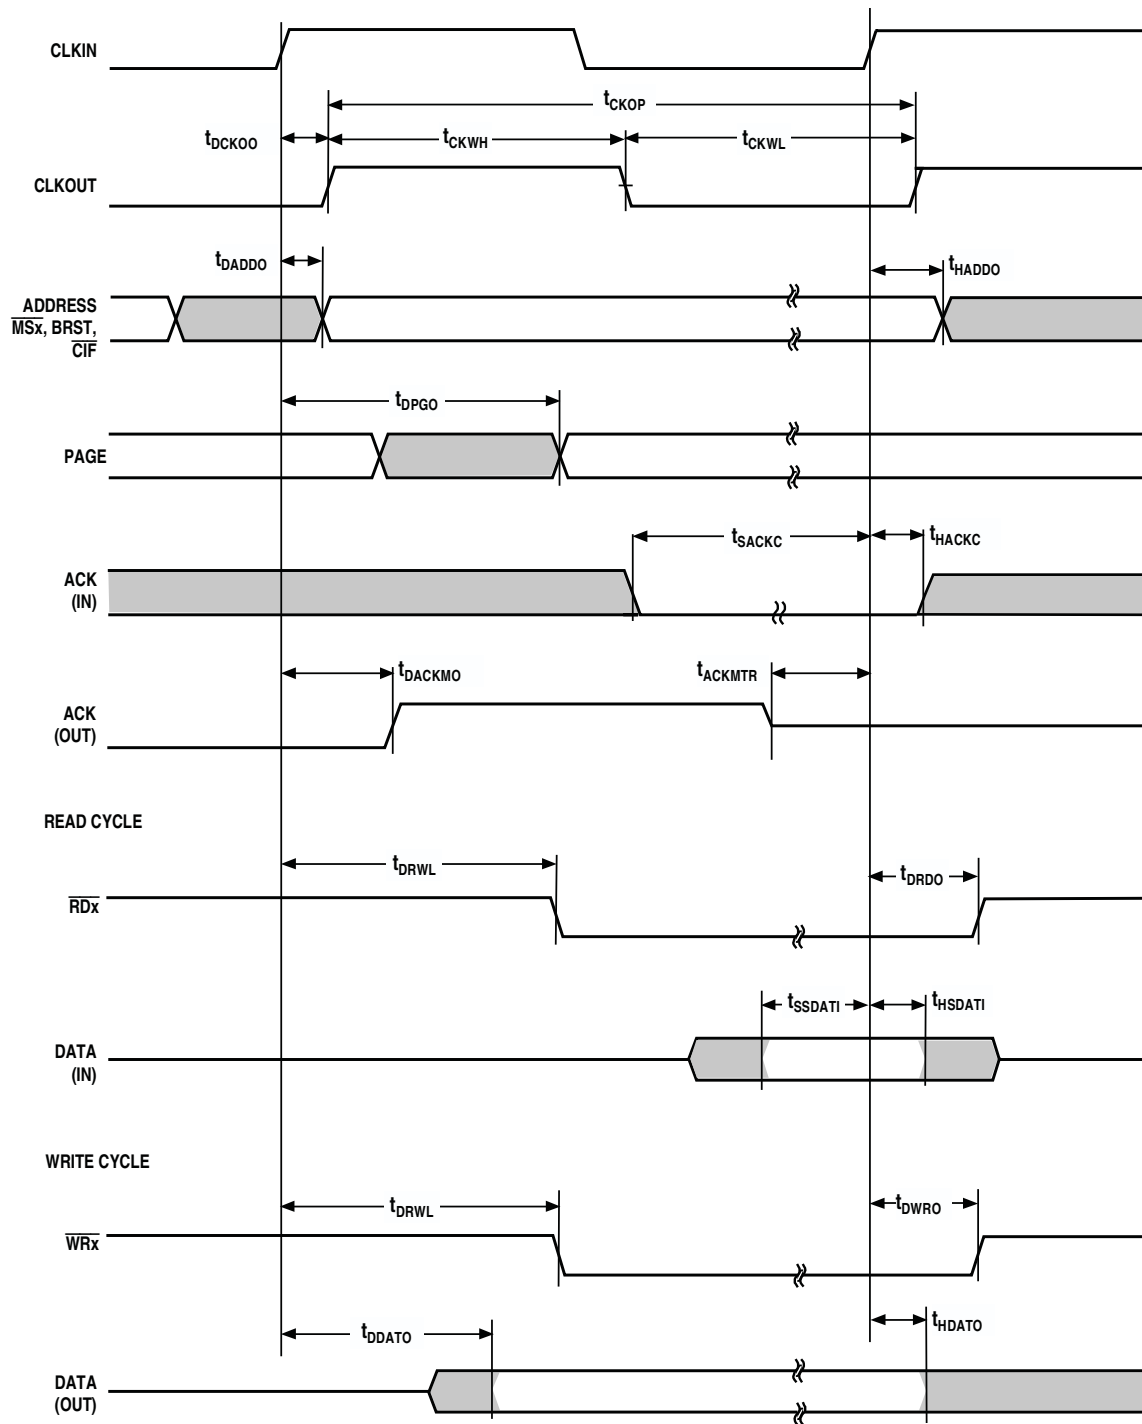 CLKIN
tCKOP
tDCKOO
tCKWH
tCKWL
CLKOUT
tDADDO
tHADDO
ADDRESS
MSx, BRST,
CIF
tDPGO
PAGE
tSACKC
tHACKC
ACK
(IN)
tDACKMO
tACKMTR
ACK
(OUT)
READ CYCLE
tDRWL
tDRDO
RDx
tSSDATI
tHSDATI
DATA
(IN)
WRITE CYCLE
tDRWL
tDWRO
WRx
tDDATO
tHDATO
DATA
(OUT)